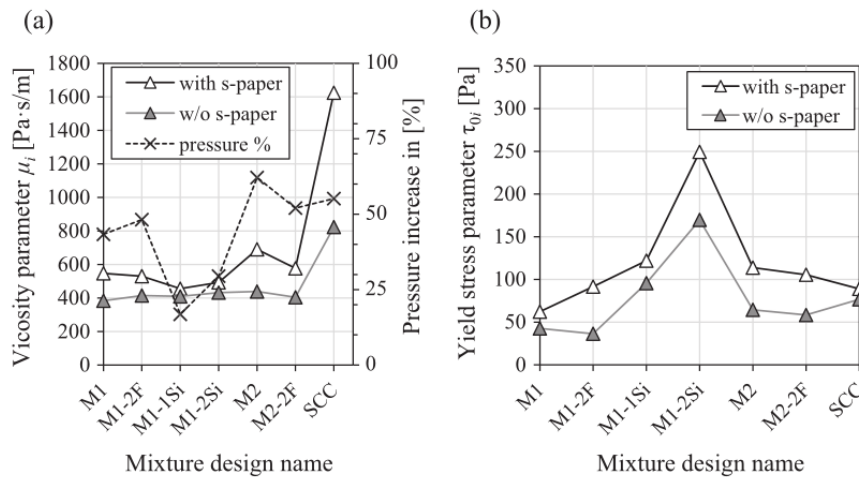 (a)
Vicosity parameter μi [Pa·s/m]
1800
1600
1400
1200
1000
800
600
400
200
0
with s-paper
w/o s-paper
pressure %
100
75
50
25
0
Pressure increase in [%]
M1
M1-2F
M1-1Si
M1-2Si
M2
M2-2F
SCC
Mixture design name
(b)
Yield stress parameter τ0i [Pa]
350
300
250
200
150
100
50
0
with s-paper
w/o s-paper
M1
M1-2F
M1-1Si
M1-2Si
M2
M2-2F
SCC
Mixture design name